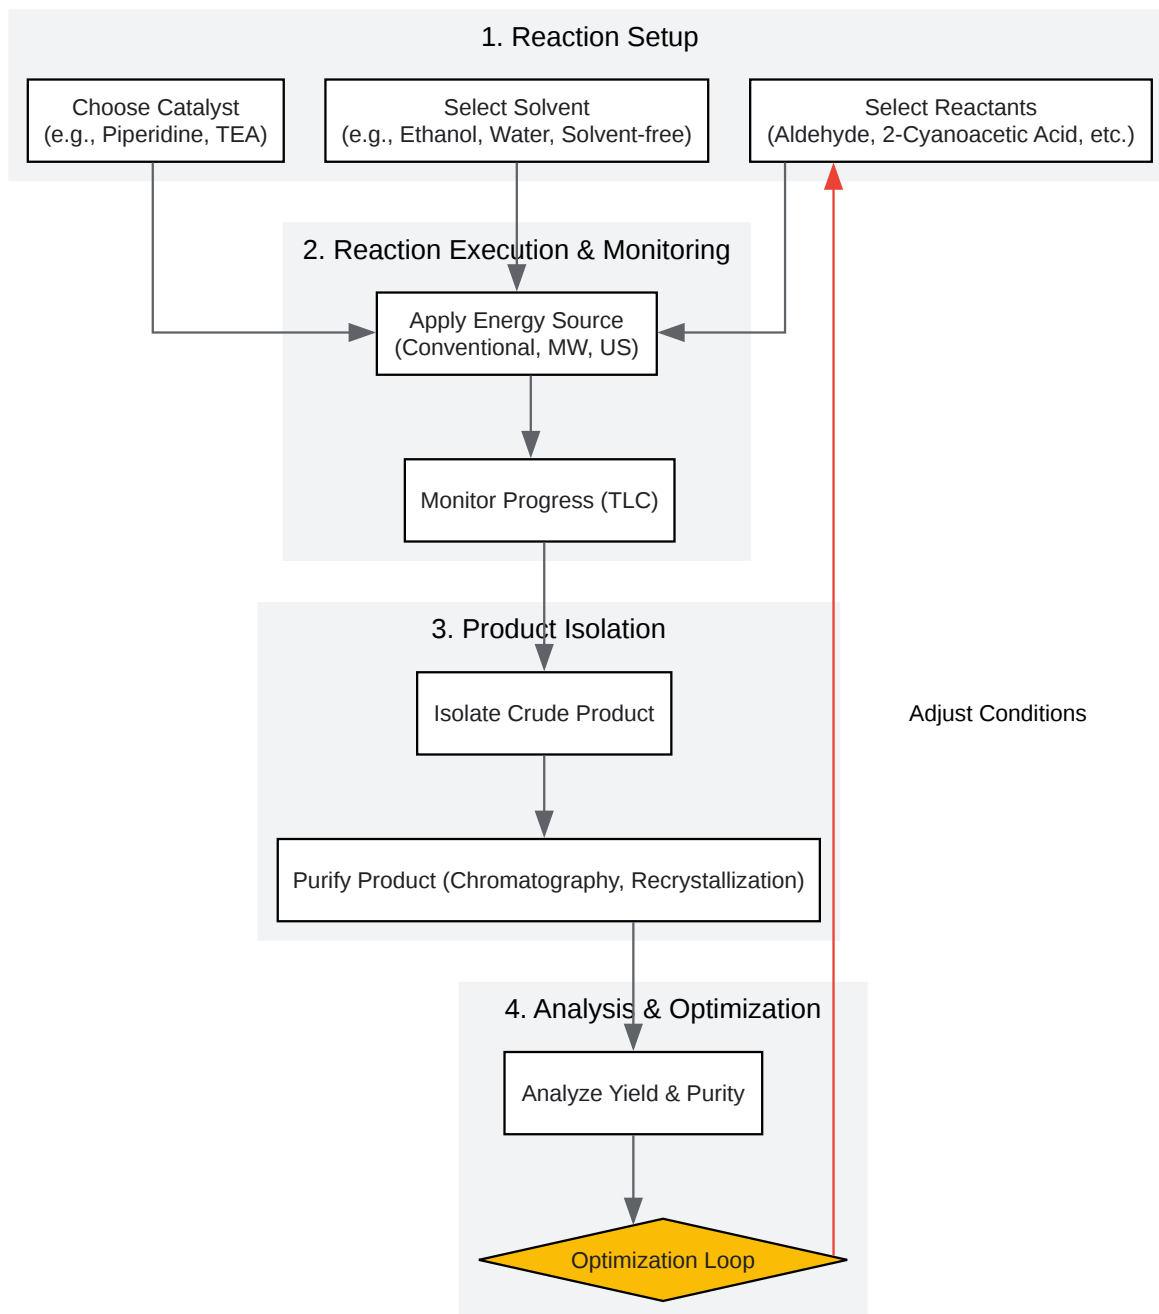 1. Reaction Setup
Choose Catalyst
(e.g., Piperidine, TEA)
Select Solvent
(e.g., Ethanol, Water, Solvent-free)
Select Reactants
(Aldehyde, 2-Cyanoacetic Acid, etc.)
2. Reaction Execution & Monitoring
Apply Energy Source
(Conventional, MW, US)
Monitor Progress (TLC)
3. Product Isolation
Isolate Crude Product
Adjust Conditions
Purify Product (Chromatography, Recrystallization)
4. Analysis & Optimization
Analyze Yield & Purity
Optimization Loop